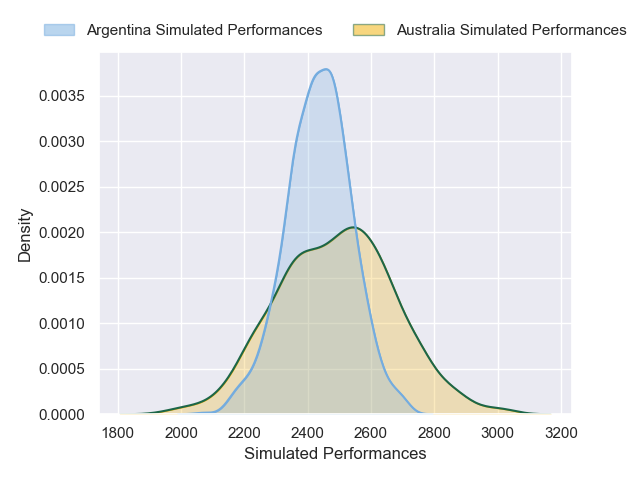 Argentina Simulated Performances
Australia Simulated Performances
0.0035
0.0030
0.0025
0.0020
0.0015
0.0010
0.0005
0.0000
Density
1800 2000 2200 2400 2600 2800 3000 3200
Simulated Performances